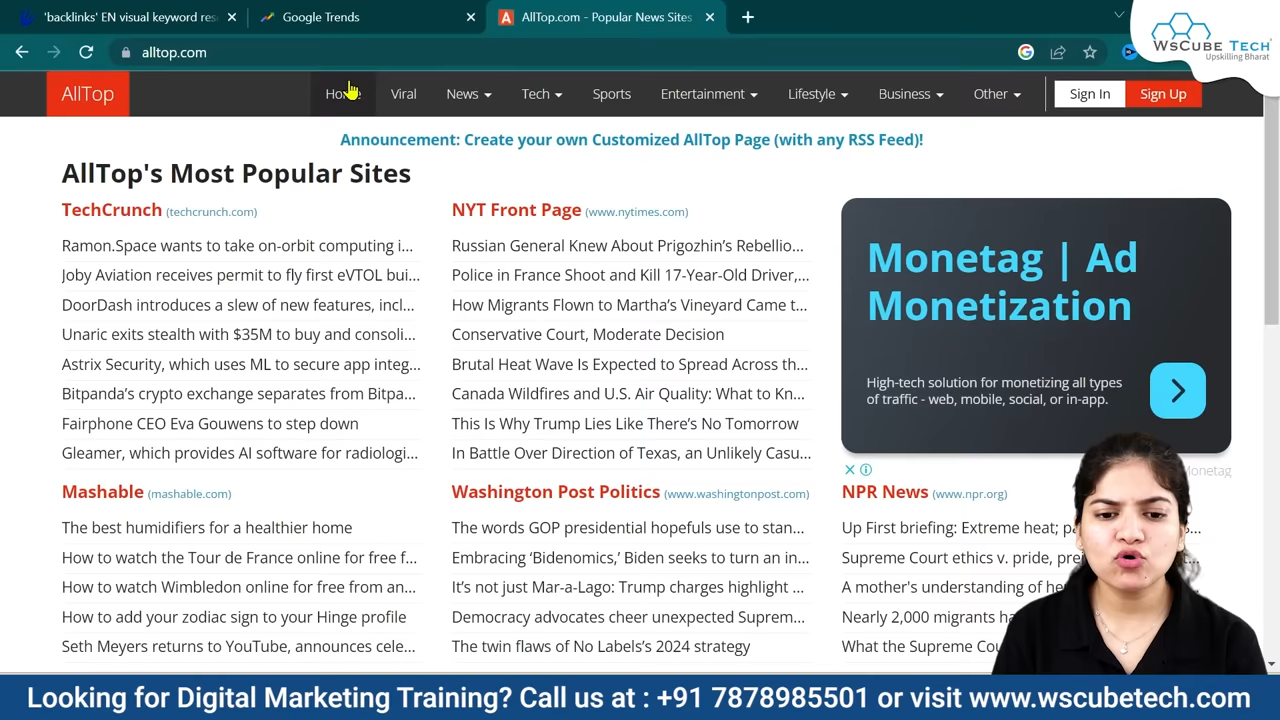 'backlinks' EN visual keyword res
Google Trends
AllTop.com - Popular News Sites
alltop.com
WsCube Tech
Upskilling Bharat
AllTop
Home
Viral
News
Tech
Sports
Entertainment
Lifestyle
Business
Other
Sign In
Sign Up
Announcement: Create your own Customized AllTop Page (with any RSS Feed)!
AllTop's Most Popular Sites
TechCrunch (techcrunch.com)
Ramon.Space wants to take on-orbit computing i...
Joby Aviation receives permit to fly first eVTOL bui...
DoorDash introduces a slew of new features, incl...
Unaric exits stealth with $35M to buy and consoli...
Astrix Security, which uses ML to secure app integ...
Bitpanda's crypto exchange separates from Bitpa...
Fairphone CEO Eva Gouwens to step down
Gleamer, which provides AI software for radiologi...
NYT Front Page (www.nytimes.com)
Russian General Knew About Prigozhin's Rebellio...
Police in France Shoot and Kill 17-Year-Old Driver,...
How Migrants Flown to Martha's Vineyard Came t...
Conservative Court, Moderate Decision
Brutal Heat Wave Is Expected to Spread Across th...
Canada Wildfires and U.S. Air Quality: What to Kn...
This Is Why Trump Lies Like There's No Tomorrow
In Battle Over Direction of Texas, an Unlikely Casu...
Monetag | Ad
Monetization
High-tech solution for monetizing all types
of traffic - web, mobile, social, or in-app.
Monetag
Mashable (mashable.com)
The best humidifiers for a healthier home
How to watch the Tour de France online for free f...
How to watch Wimbledon online for free from an...
How to add your zodiac sign to your Hinge profile
Seth Meyers returns to YouTube, announces cele...
Washington Post Politics (www.washingtonpost.com)
The words GOP presidential hopefuls use to stan...
Embracing 'Bidenomics,' Biden seeks to turn an in...
It's not just Mar-a-Lago: Trump charges highlight ...
Democracy advocates cheer unexpected Suprem...
The twin flaws of No Labels's 2024 strategy
NPR News (www.npr.org)
Up First briefing: Extreme heat;
Supreme Court ethics v. pride,
A mother's understanding of
Nearly 2,000 migrants
What the Supreme
Looking for Digital Marketing Training? Call us at : +91 7878985501 or visit www.wscubetech.com